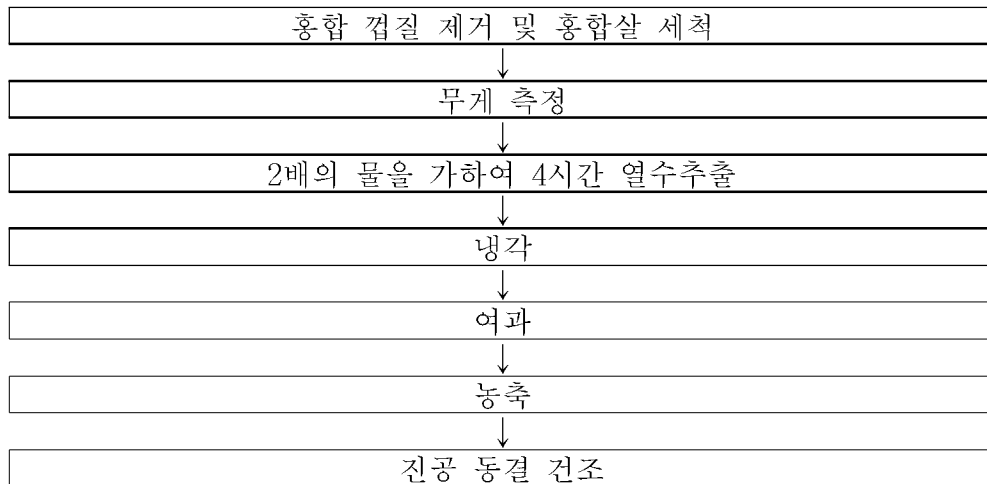 홍합 껍질 제거 및 홍합살 세척
무게 측정
2배의 물을 가하여 4시간 열수추출
냉각
여과
농축
진공 동결 건조